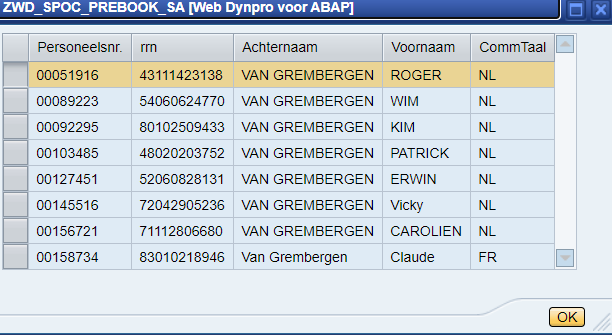 ZWD_SPOC_PREBOOK_SA [Web Dynpro voor ABAP]
Personeelsnr. rrn Achternaam Voornaam CommTaal
00051916 43111423138 VAN GREMBERGEN ROGER NL
00089223 54060624770 VAN GREMBERGEN WIM NL
00092295 80102509433 VAN GREMBERGEN KIM NL
00103485 48020203752 VAN GREMBERGEN PATRICK NL
00127451 52060828131 VAN GREMBERGEN ERWIN NL
00145516 72042905236 VAN GREMBERGEN Vicky NL
00156721 71112806680 VAN GREMBERGEN CAROLIEN NL
00158734 83010218946 Van Grembergen Claude FR
OK